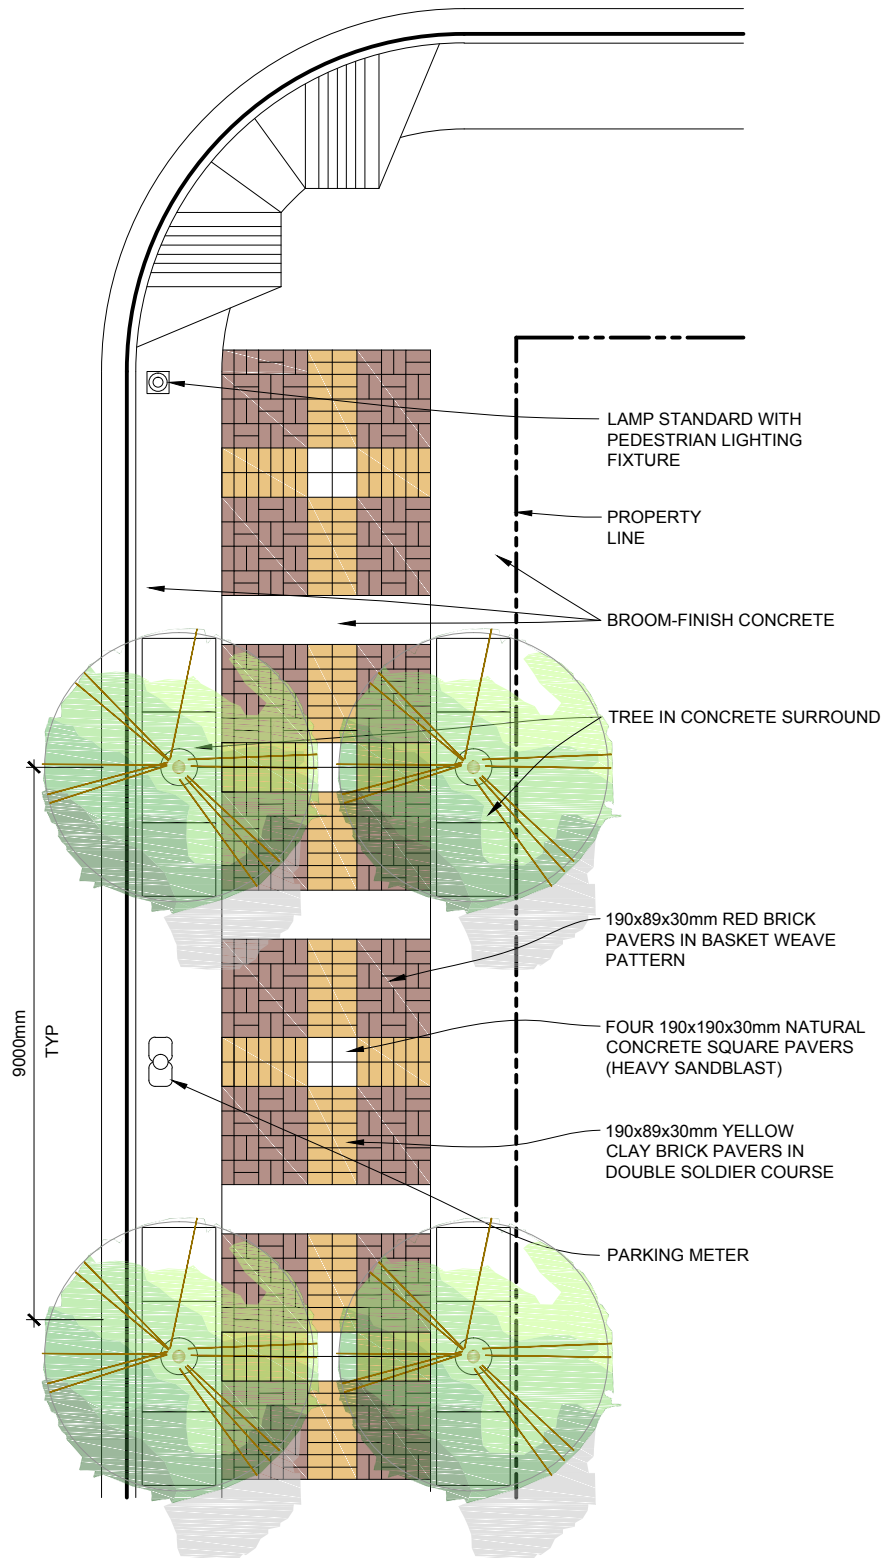 LAMP STANDARD WITH
PEDESTRIAN LIGHTING
FIXTURE
PROPERTY
LINE
BROOM-FINISH CONCRETE
TREE IN CONCRETE SURROUND
190x89x30mm RED BRICK
PAVERS IN BASKET WEAVE
PATTERN
FOUR 190x190x30mm NATURAL
CONCRETE SQUARE PAVERS
(HEAVY SANDBLAST)
9000mm
TYP
190x89x30mm YELLOW
CLAY BRICK PAVERS IN
DOUBLE SOLDIER COURSE
PARKING METER